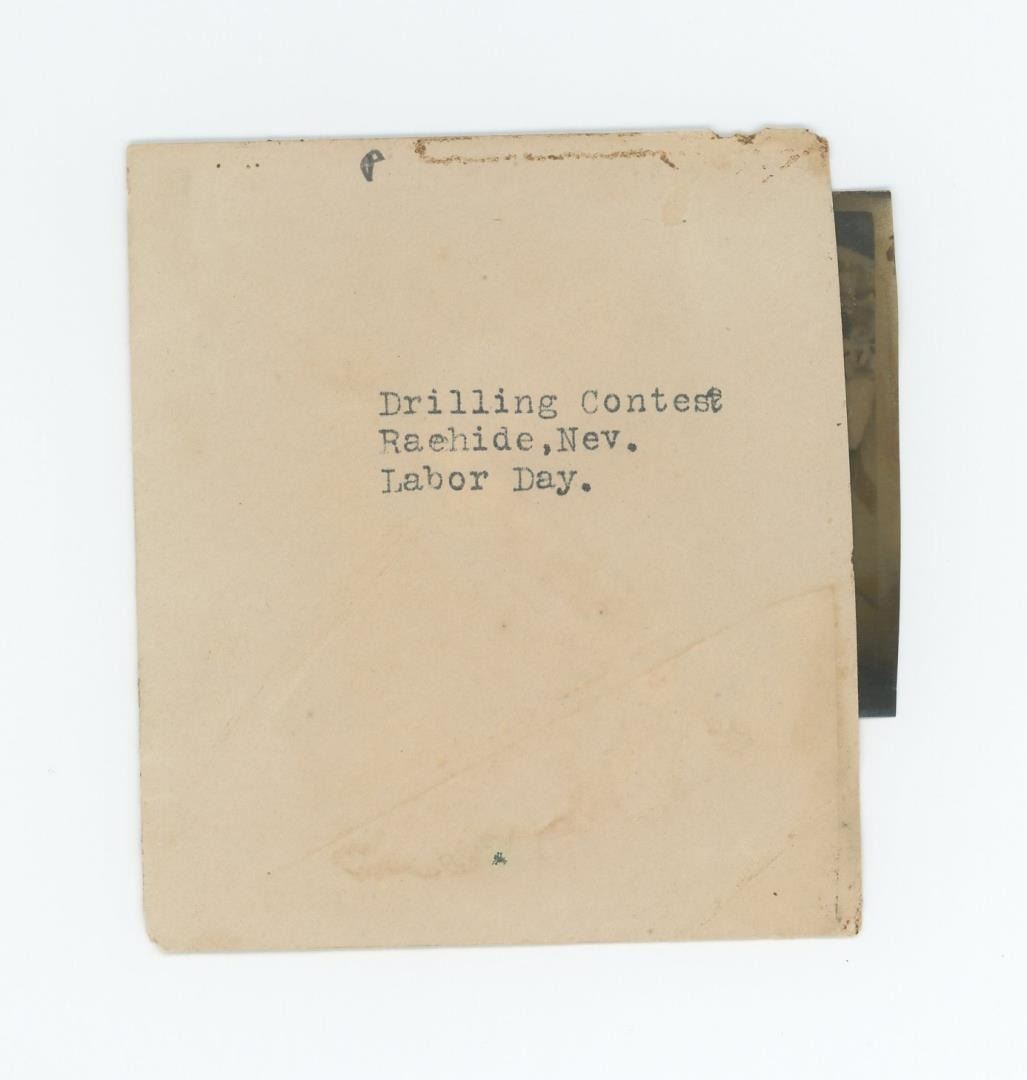 P
Drilling Contest
Raehide,Nev.
Labor Day.